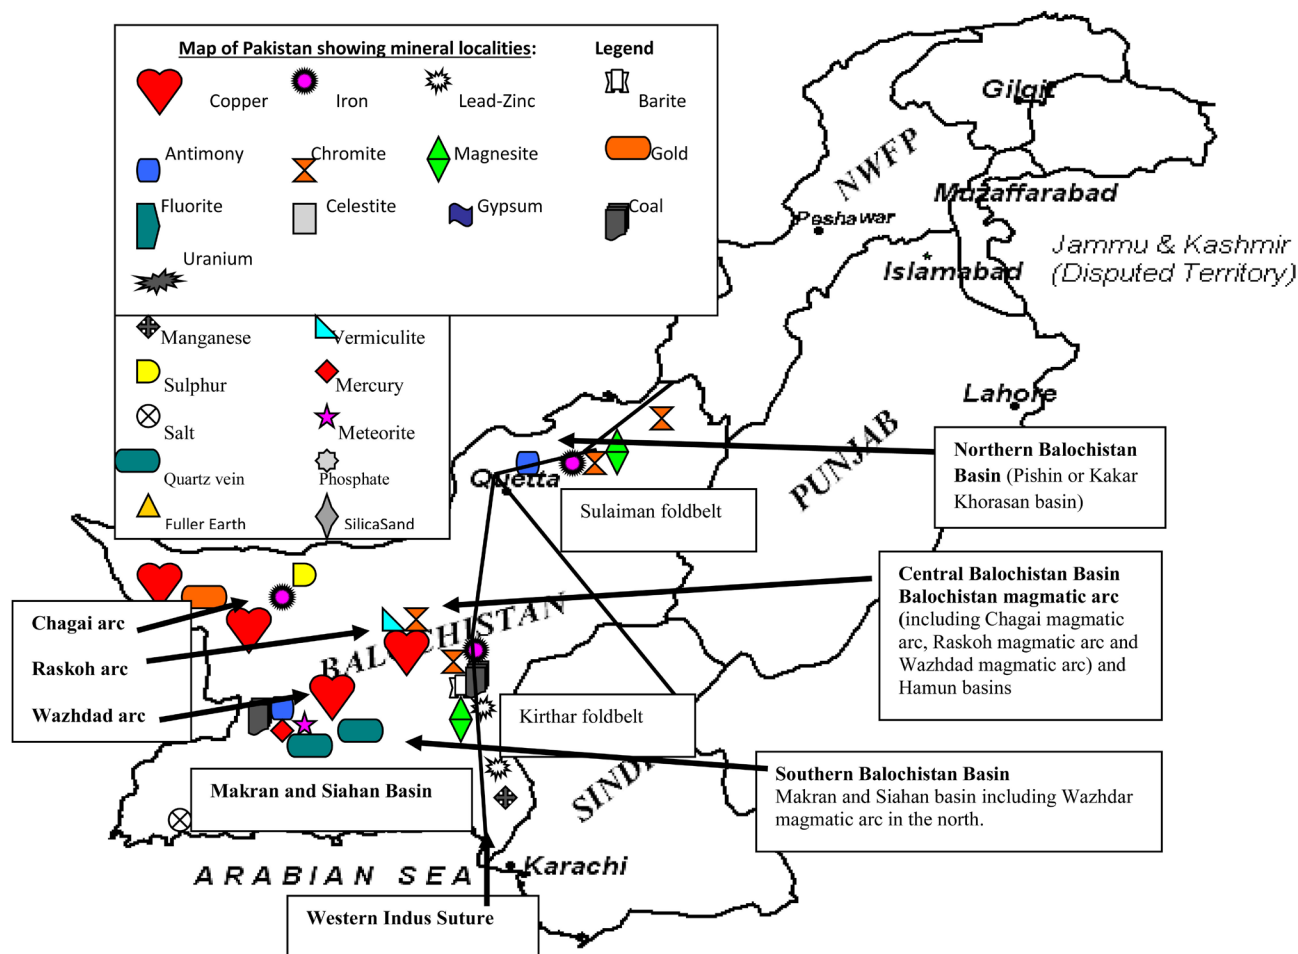 Map of Pakistan showing mineral localities: Legend
Copper Iron Lead-Zinc Barite
Antimony Chromite Magnesite Gold
Fluorite Celestite Gypsum Coal
Uranium
Manganese Vermiculite
Sulphur Mercury
Salt Meteorite
Quartz vein Phosphate
Fuller Earth SilicaSand
Gilgit
NWFP
Muzaffarabad
Peshawar
Jammu & Kashmir
(Disputed Territory)
Islamabad
Lahore
PUNJAB
Northern Balochistan
Basin (Pishin or Kakar
Khorasan basin)
Quetta
Sulaiman foldbelt
Central Balochistan Basin
Balochistan magmatic arc
(including Chagai magmatic
arc, Raskoh magmatic arc and
Wazhdad magmatic arc) and
Hamun basins
Chagai arc
Raskoh arc
Wazhdad arc
BALOCHISTAN
Kirthar foldbelt
SINDH
Southern Balochistan Basin
Makran and Siahan basin including Wazhdar
magmatic arc in the north.
Makran and Siahan Basin
ARABIAN SEA
Karachi
Western Indus Suture